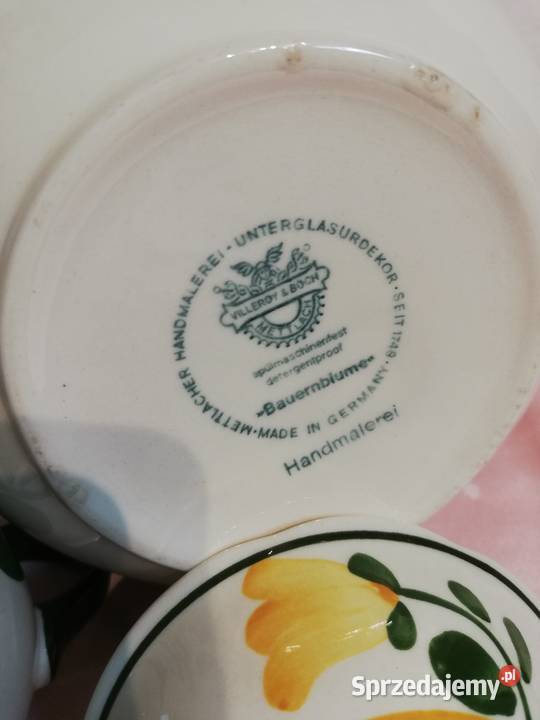 METTLACHER HANDMALEREI · UNTERGLASURDEKOR · SEIT 1748 · MADE IN GERMANY ·
VILLEROY & BOCH
METTLACH
spülmaschinenfest
detergentproof
»Bauernblume«
Handmalerei
Sprzedajemy.pl